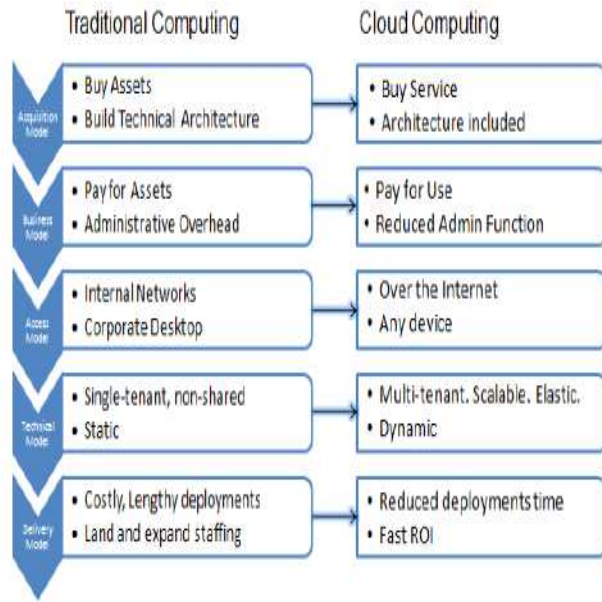 Traditional Computing
Cloud Computing
Acquisition
Model
• Buy Assets
• Build Technical Architecture
• Buy Service
• Architecture included
Business
Model
• Pay for Assets
• Administrative Overhead
• Pay for Use
• Reduced Admin Function
Access
Model
• Internal Networks
• Corporate Desktop
• Over the Internet
• Any device
Technical
Model
• Single-tenant, non-shared
• Static
• Multi-tenant. Scalable. Elastic.
• Dynamic
Delivery
Model
• Costly, Lengthy deployments
• Land and expand staffing
• Reduced deployments time
• Fast ROI